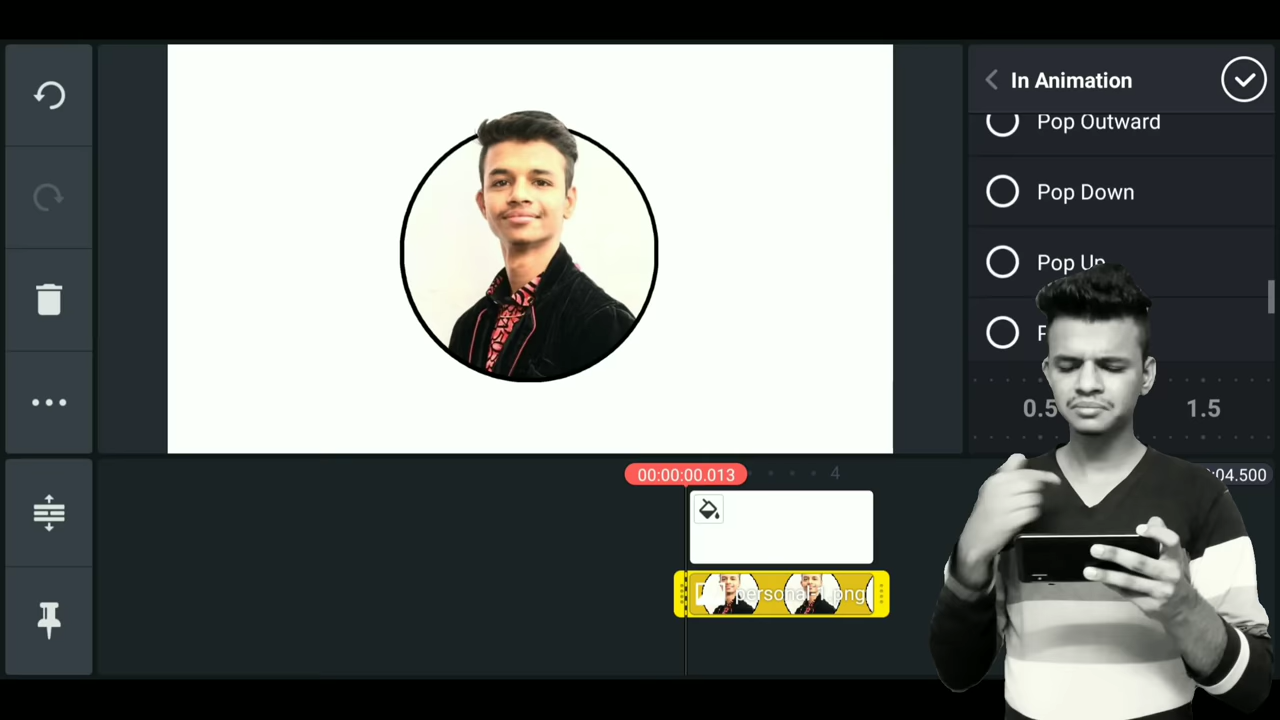 In Animation
Pop Outward
Pop Down
Pop Up
0.5
1.5
00:00:00.013
4
:04.500
personal 1.png